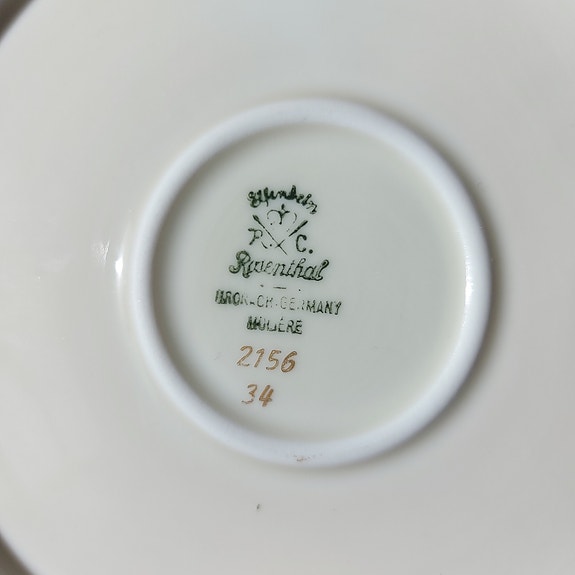 Elfenbein
P. C.
Rosenthal
KRONACH-GERMANY
MOLIÈRE
2156
34